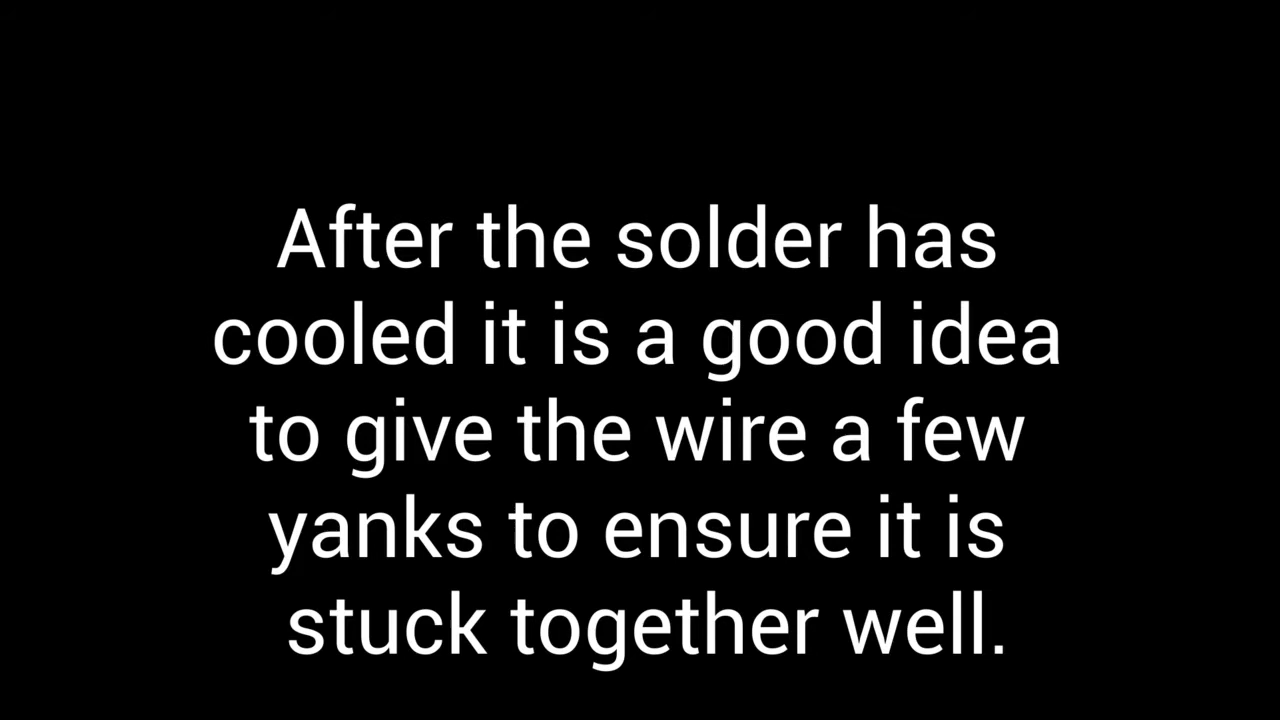 After the solder has
cooled it is a good idea
to give the wire a few
yanks to ensure it is
stuck together well.